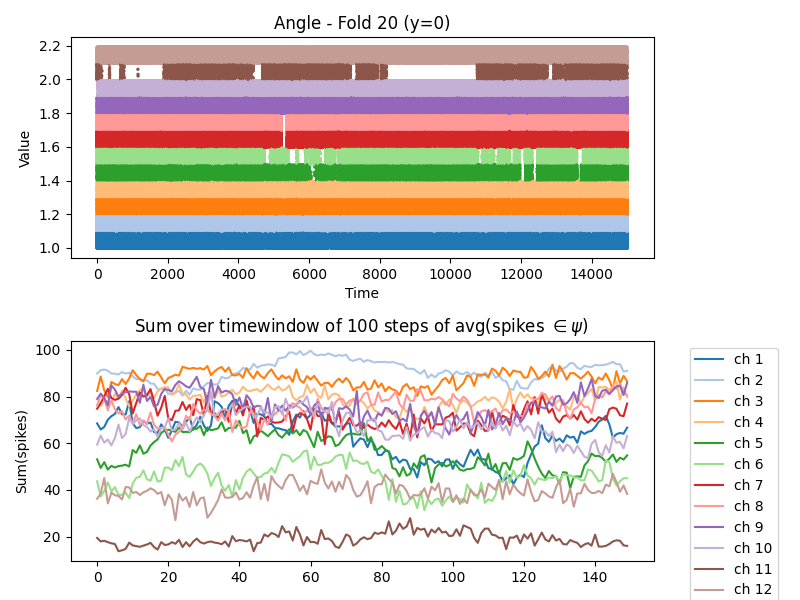 Angle - Fold 20 (y=0)
2.2
2.0
1.8
1.6
1.4
1.2
1.0
Value
0 2000 4000 6000 8000 10000 12000 14000
Time
Sum over timewindow of 100 steps of avg(spikes ∈ ψ)
100
80
60
40
20
Sum(spikes)
0 20 40 60 80 100 120 140
ch 1
ch 2
ch 3
ch 4
ch 5
ch 6
ch 7
ch 8
ch 9
ch 10
ch 11
ch 12